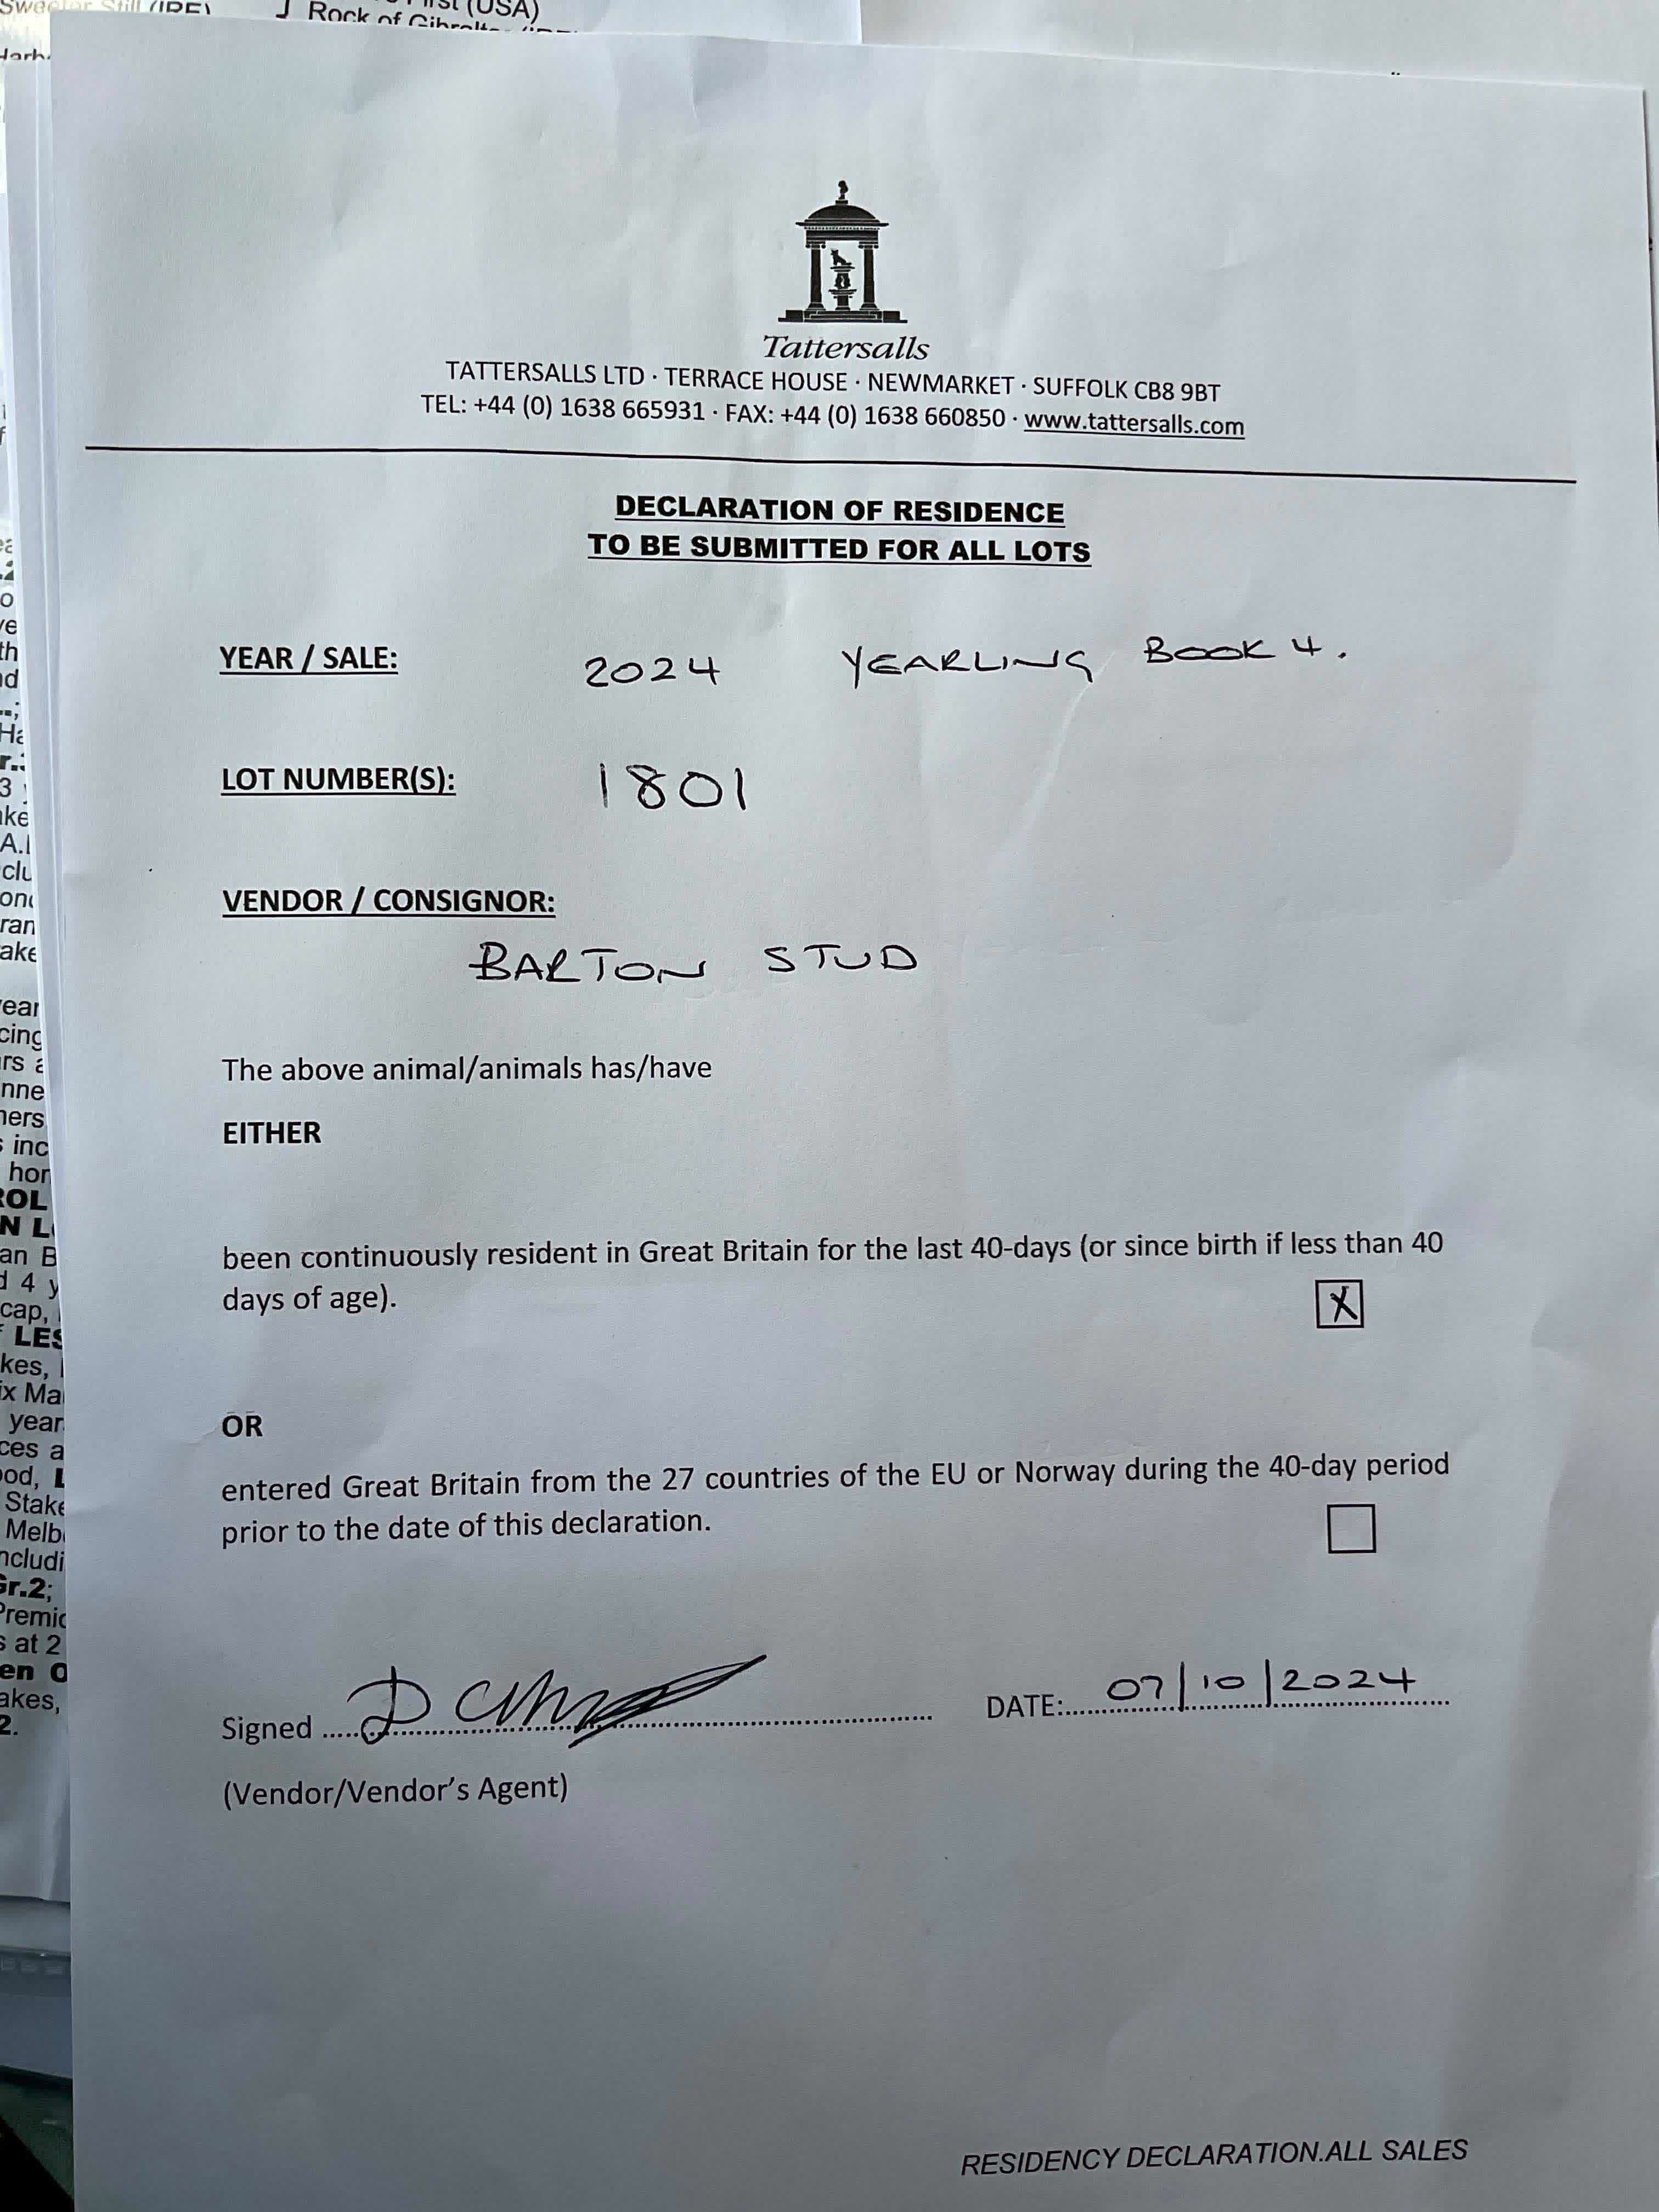 Rock of
Tattersalls
TATTERSALLS LTD · TERRACE HOUSE · NEWMARKET · SUFFOLK CB8 9BT
TEL: +44 (0) 1638 665931 · FAX: +44 (0) 1638 660850 · www.tattersalls.com
DECLARATION OF RESIDENCE
TO BE SUBMITTED FOR ALL LOTS
YEAR / SALE: 2024 YEARLING BOOK 4.
LOT NUMBER(S): 1801
VENDOR / CONSIGNOR:
BARTON STUD
The above animal/animals has/have
EITHER
been continuously resident in Great Britain for the last 40-days (or since birth if less than 40
days of age). X
OR
entered Great Britain from the 27 countries of the EU or Norway during the 40-day period
prior to the date of this declaration.
Signed DATE: 07/10/2024
(Vendor/Vendor's Agent)
RESIDENCY DECLARATION.ALL SALES